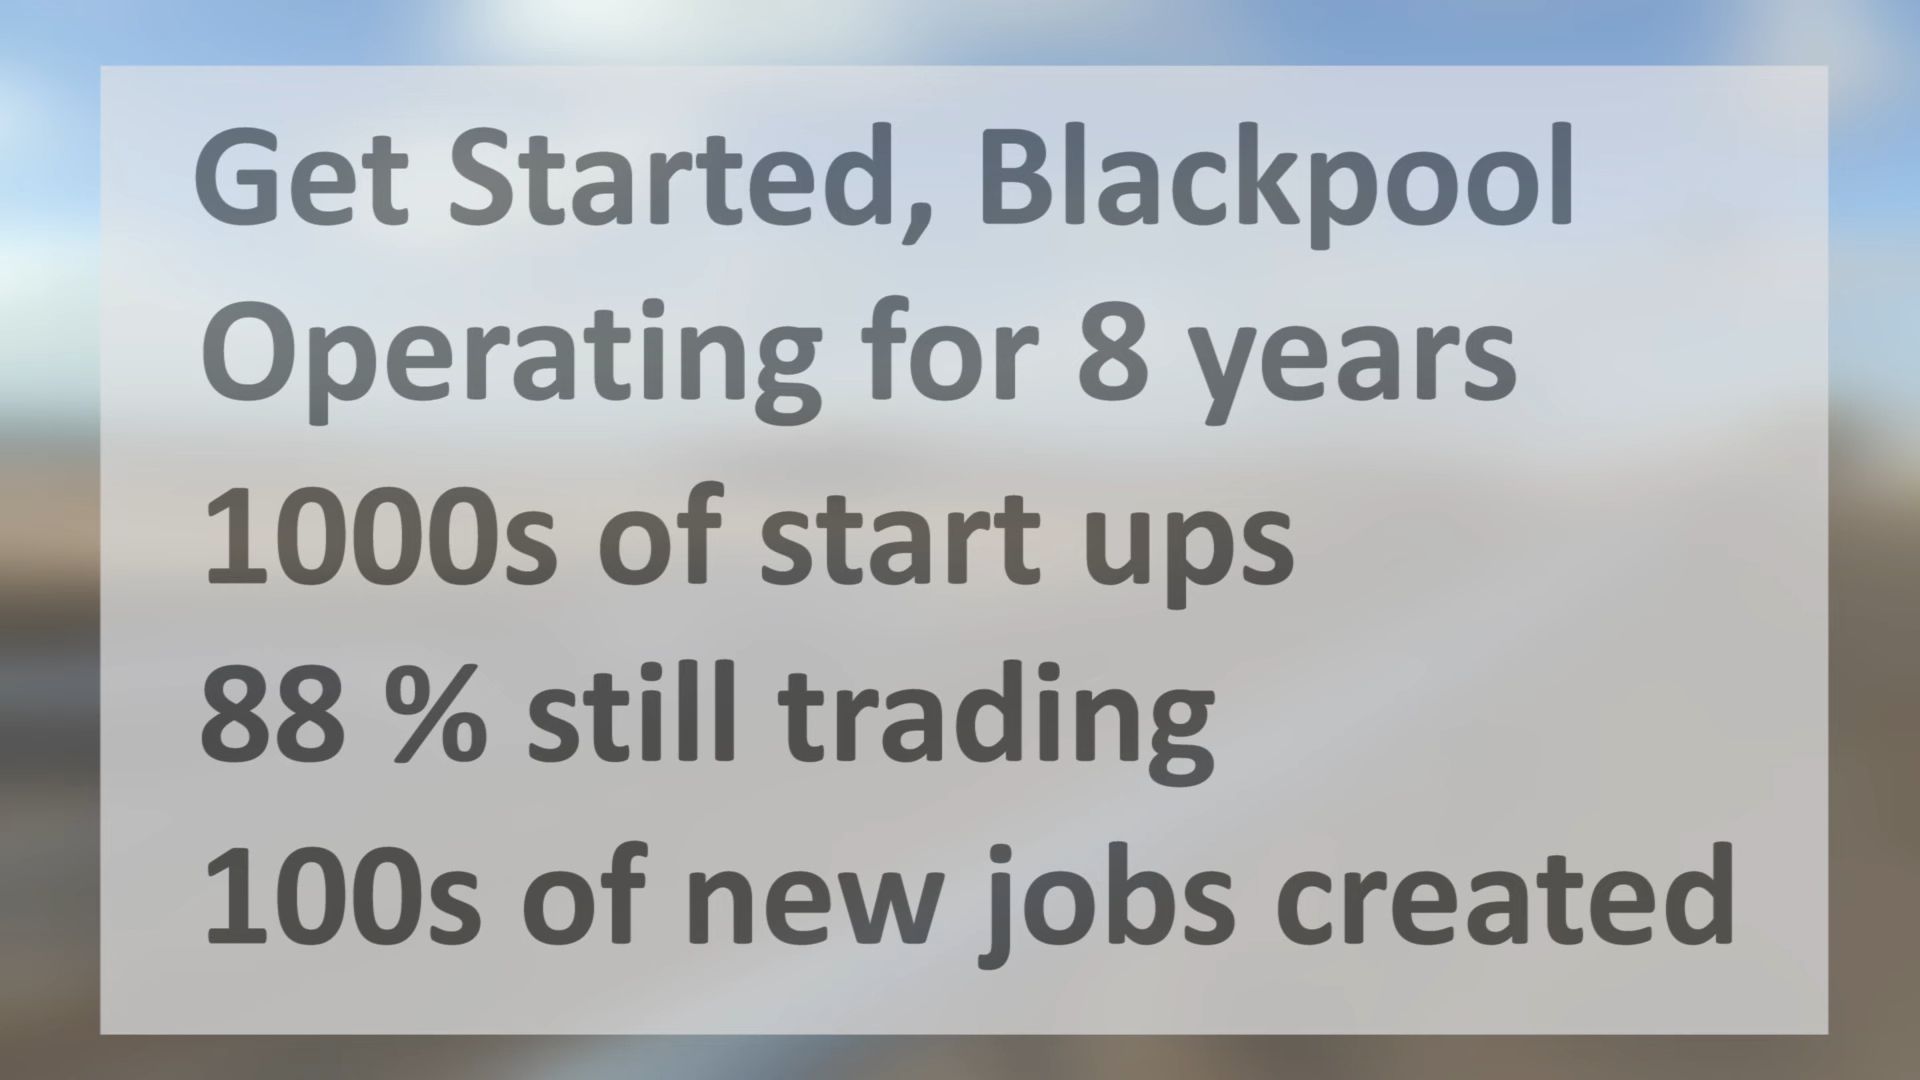 Get Started, Blackpool
Operating for 8 years
1000s of start ups
88 % still trading
100s of new jobs created